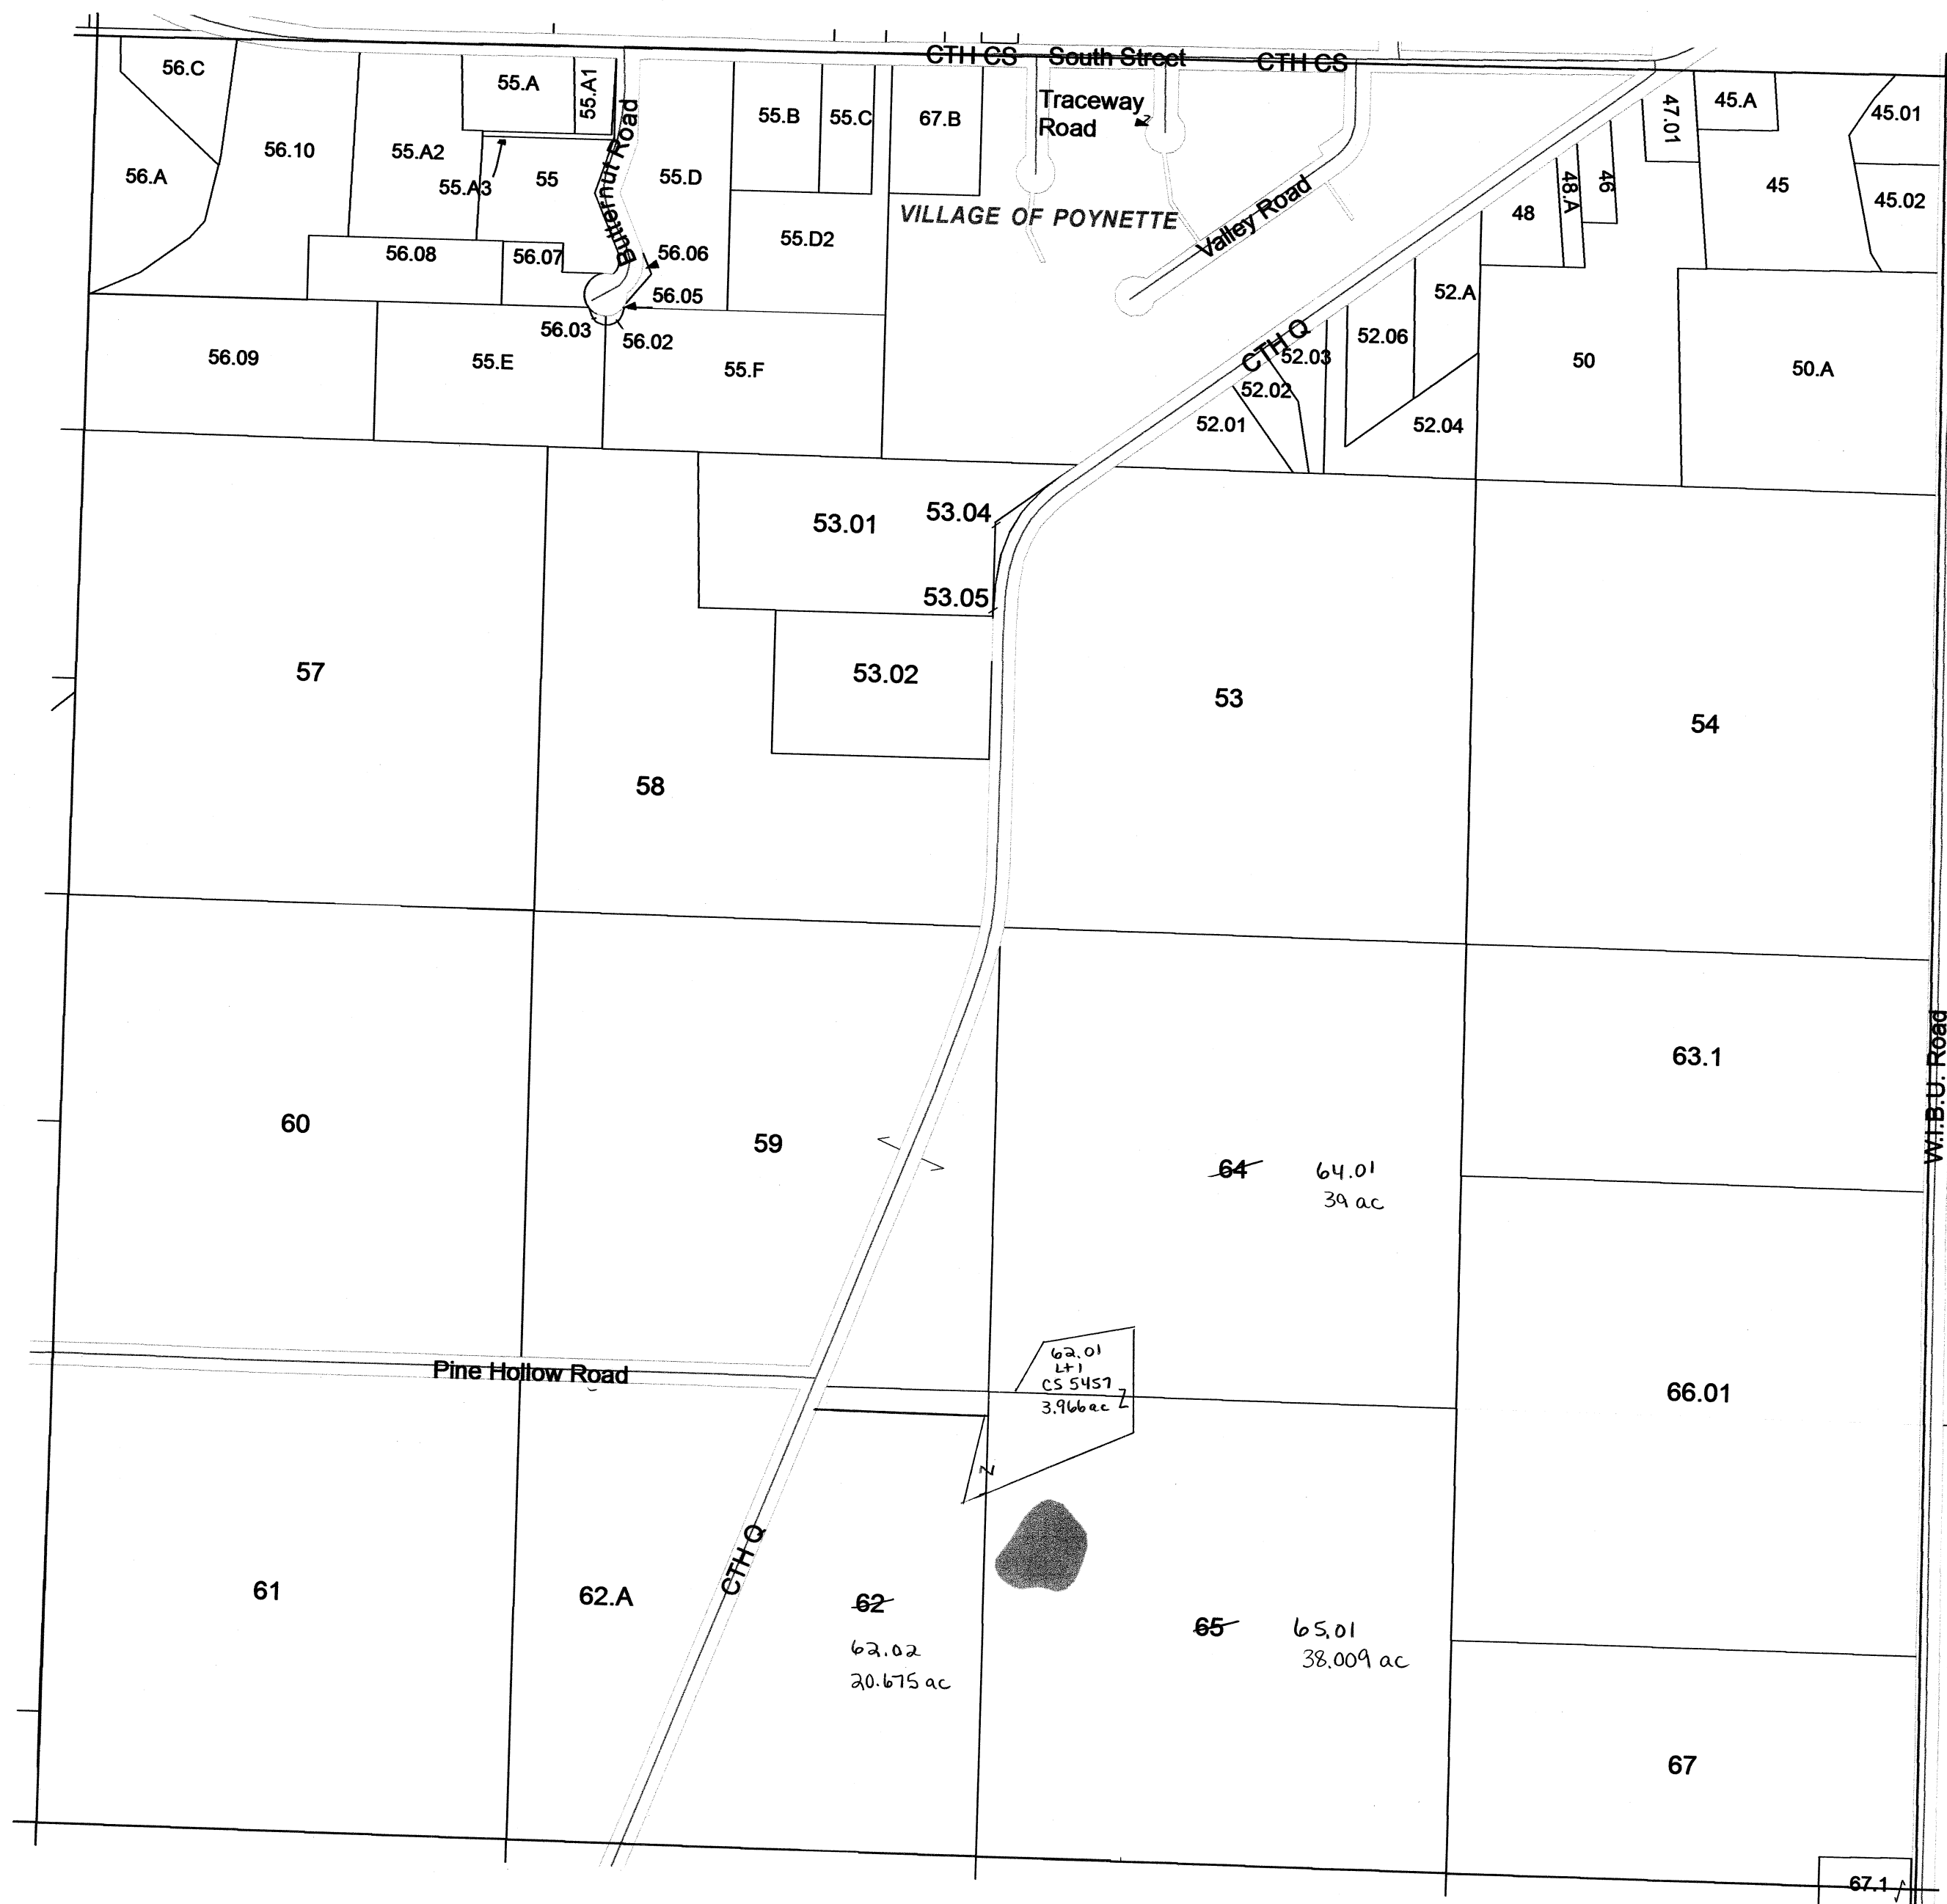 CTH CS South Street CTH CS
56.C
55.A
55.A1
Butternut Road
55.B
55.C
67.B
Traceway
Road
47.01
45.A
45.01
56.A
56.10
55.A2
55.A3
55
55.D
48
48.A
46
45
45.02
VILLAGE OF POYNETTE
Valley Road
55.D2
56.08
56.07
56.06
56.05
56.03
56.02
56.09
55.E
55.F
CTH Q
52.A
52.06
52.03
52.02
52.01
52.04
50
50.A
53.01
53.04
53.05
53.02
57
58
53
54
63.1
W.I.B.U. Road
60
59
64
64.01
39 ac
62.01
Lt 1
CS 5457
3.966 ac
Pine Hollow Road
66.01
CTH Q
61
62.A
62
62.02
20.675 ac
65
65.01
38.009 ac
67
67.1